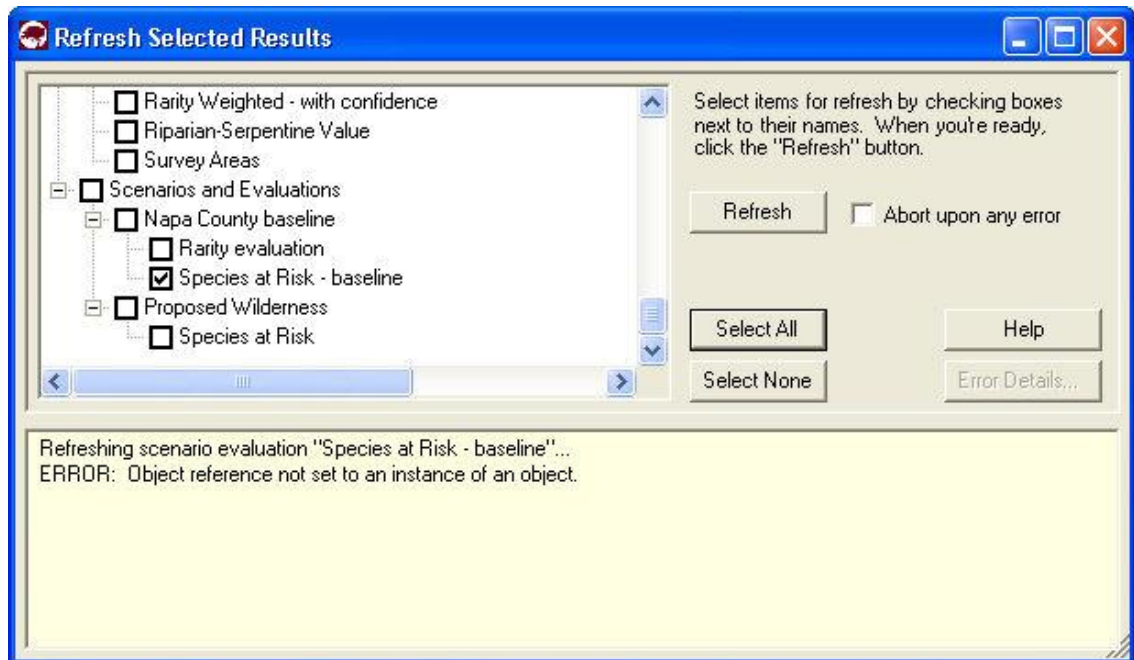 Refresh Selected Results
Rarity Weighted - with confidence
Riparian-Serpentine Value
Survey Areas
Scenarios and Evaluations
Napa County baseline
Rarity evaluation
Species at Risk - baseline
Proposed Wilderness
Species at Risk
Select items for refresh by checking boxes
next to their names. When you're ready,
click the "Refresh" button.
Refresh
Abort upon any error
Select All
Help
Select None
Error Details...
Refreshing scenario evaluation "Species at Risk - baseline"...
ERROR: Object reference not set to an instance of an object.